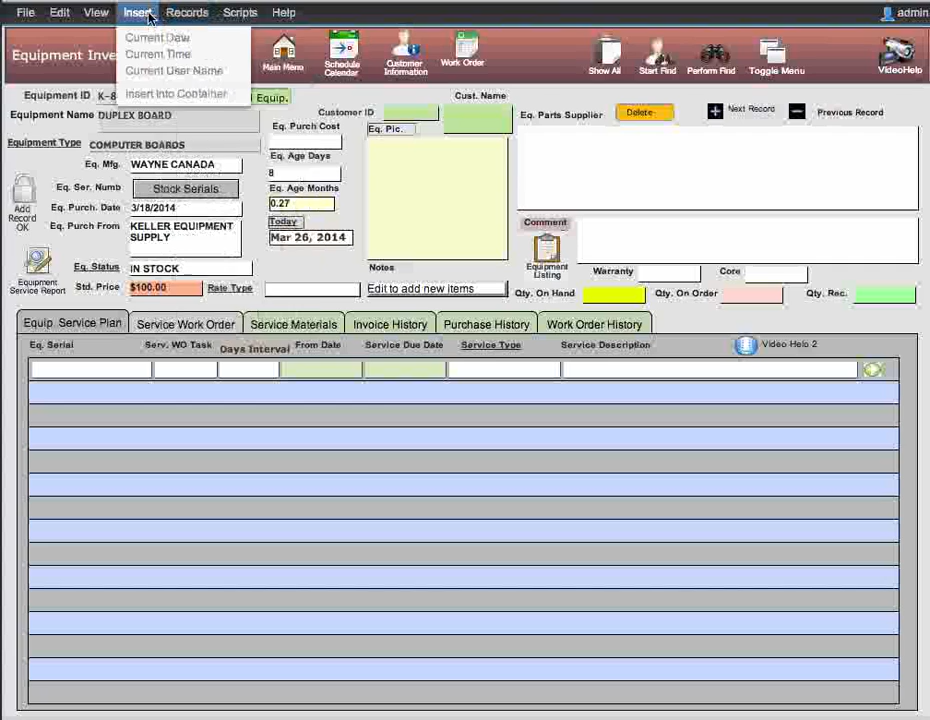 File Edit View Insert Records Scripts Help admin
Current Date
Current Time
Current User Name
Insert Into Container
Equipment Inve
Main Menu
Schedule Calendar
Customer Information
Work Order
Show All
Start Find
Perform Find
Toggle Menu
VideoHelp
Equipment ID K-8
Equip.
Customer ID
Cust. Name
Equipment Name DUPLEX BOARD
Eq. Parts Supplier
Delete-
Next Record
Previous Record
Equipment Type COMPUTER BOARDS
Eq. Purch Cost
Eq. Pic.
Eq. Mfg. WAYNE CANADA
Eq. Age Days
8
Eq. Ser. Numb Stock Serials
Eq. Age Months
0.27
Add Record OK
Eq. Purch. Date 3/18/2014
Today
Mar 26, 2014
Eq. Purch From KELLER EQUIPMENT
SUPPLY
Comment
Equipment Listing
Eq. Status IN STOCK
Notes
Warranty
Core
Equipment Service Report
Std. Price $100.00
Rate Type
Edit to add new items
Qty. On Hand
Qty. On Order
Qty. Rec.
Equip. Service Plan Service Work Order Service Materials Invoice History Purchase History Work Order History
Eq. Serial Serv. WO Task Days Interval From Date Service Due Date Service Type Service Description Video Help 2